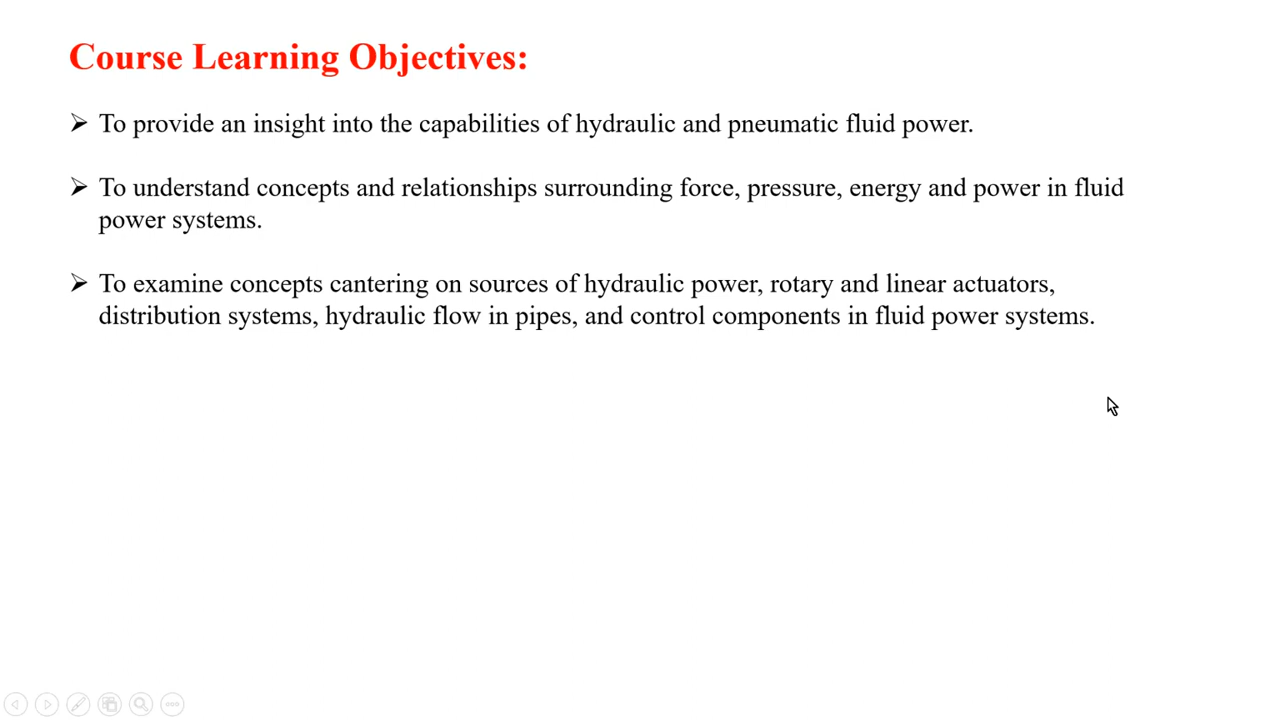 Course Learning Objectives:
➢ To provide an insight into the capabilities of hydraulic and pneumatic fluid power.
➢ To understand concepts and relationships surrounding force, pressure, energy and power in fluid
power systems.
➢ To examine concepts cantering on sources of hydraulic power, rotary and linear actuators,
distribution systems, hydraulic flow in pipes, and control components in fluid power systems.